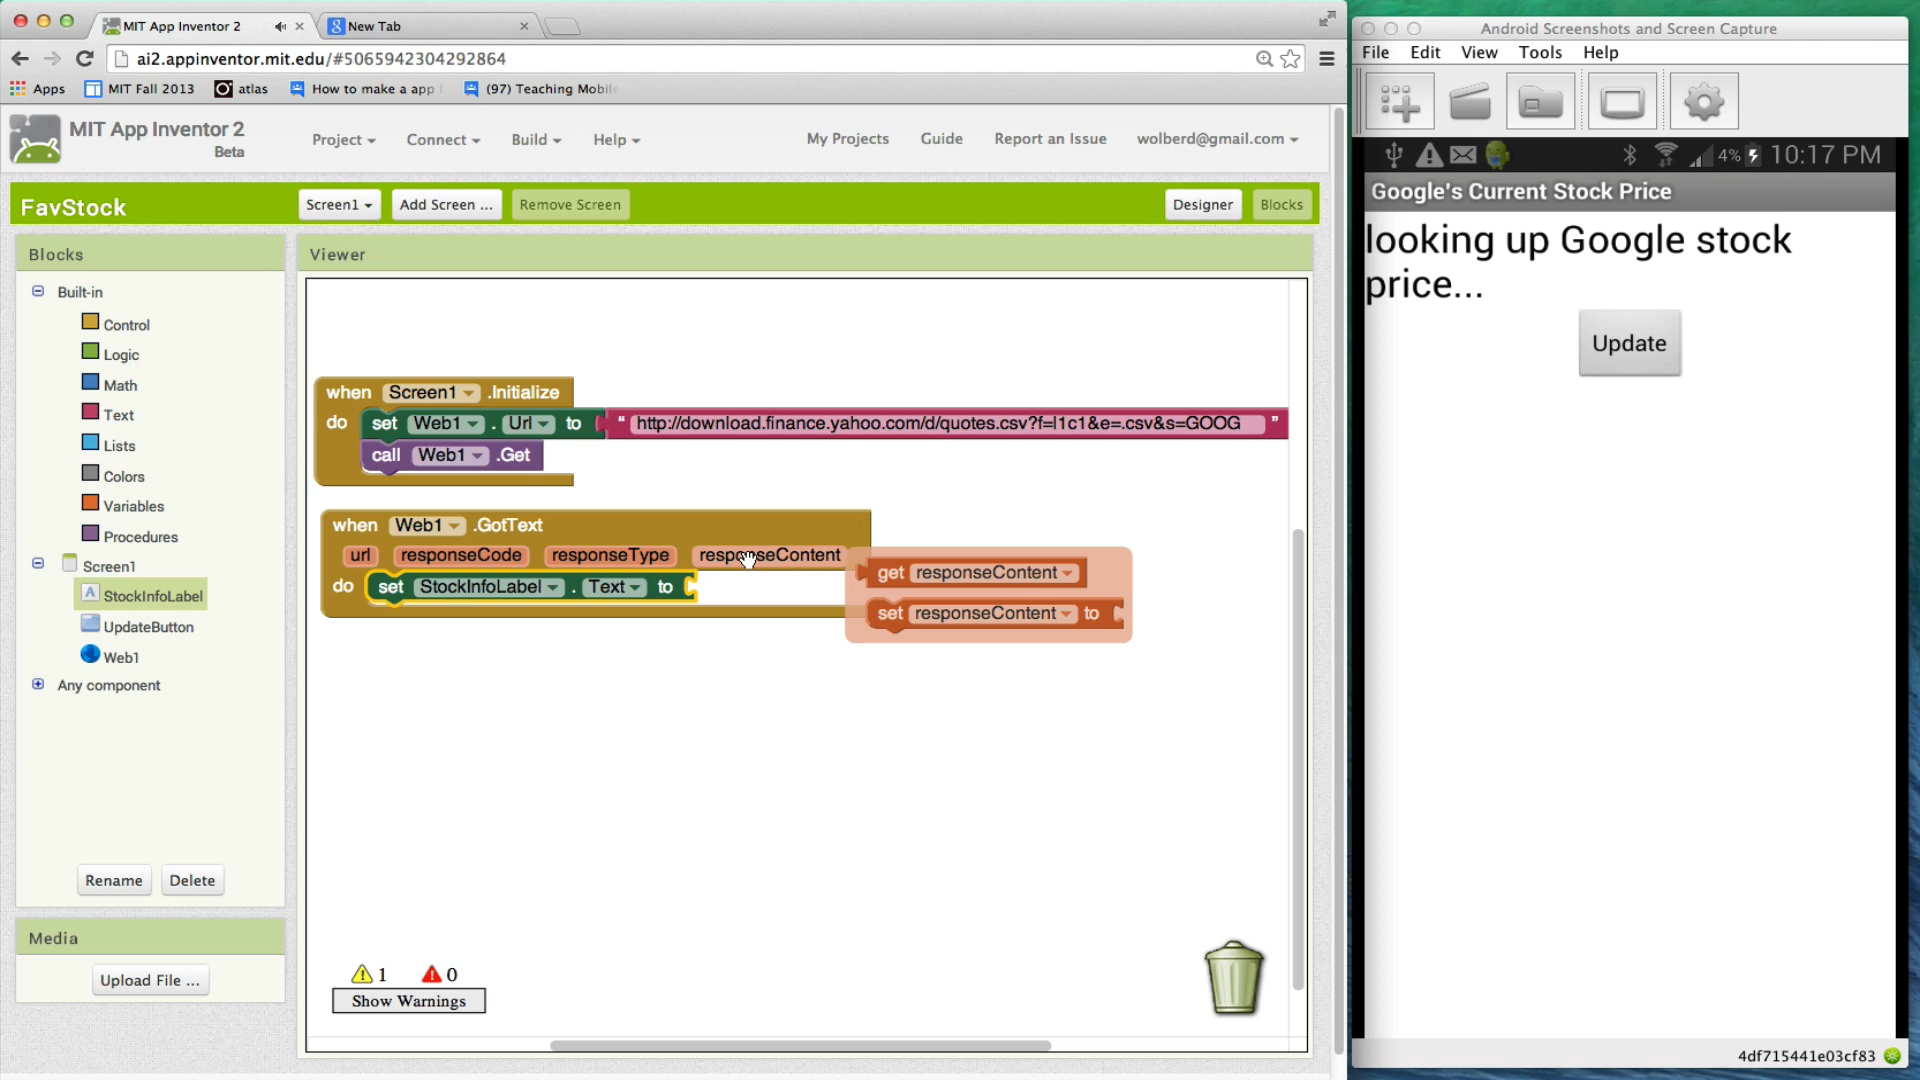 MIT App Inventor 2
New Tab
ai2.appinventor.mit.edu/#5065942304292864
Apps
MIT Fall 2013
atlas
How to make a app
(97) Teaching Mobile
MIT App Inventor 2
Beta
Project
Connect
Build
Help
My Projects
Guide
Report an Issue
wolberd@gmail.com
FavStock
Screen1
Add Screen ...
Remove Screen
Designer
Blocks
Blocks
Built-in
Control
Logic
Math
Text
Lists
Colors
Variables
Procedures
Screen1
A StockInfoLabel
UpdateButton
Web1
Any component
Rename
Delete
Media
Upload File ...
Viewer
when Screen1 .Initialize
do set Web1 . Url to " http://download.finance.yahoo.com/d/quotes.csv?f=l1c1&e=.csv&s=GOOG "
call Web1 .Get
when Web1 .GotText
url responseCode responseType responseContent
do set StockInfoLabel . Text to
get responseContent
set responseContent to
1 0
Show Warnings
Android Screenshots and Screen Capture
File Edit View Tools Help
4% 10:17 PM
Google's Current Stock Price
looking up Google stock
price...
Update
4df715441e03cf83